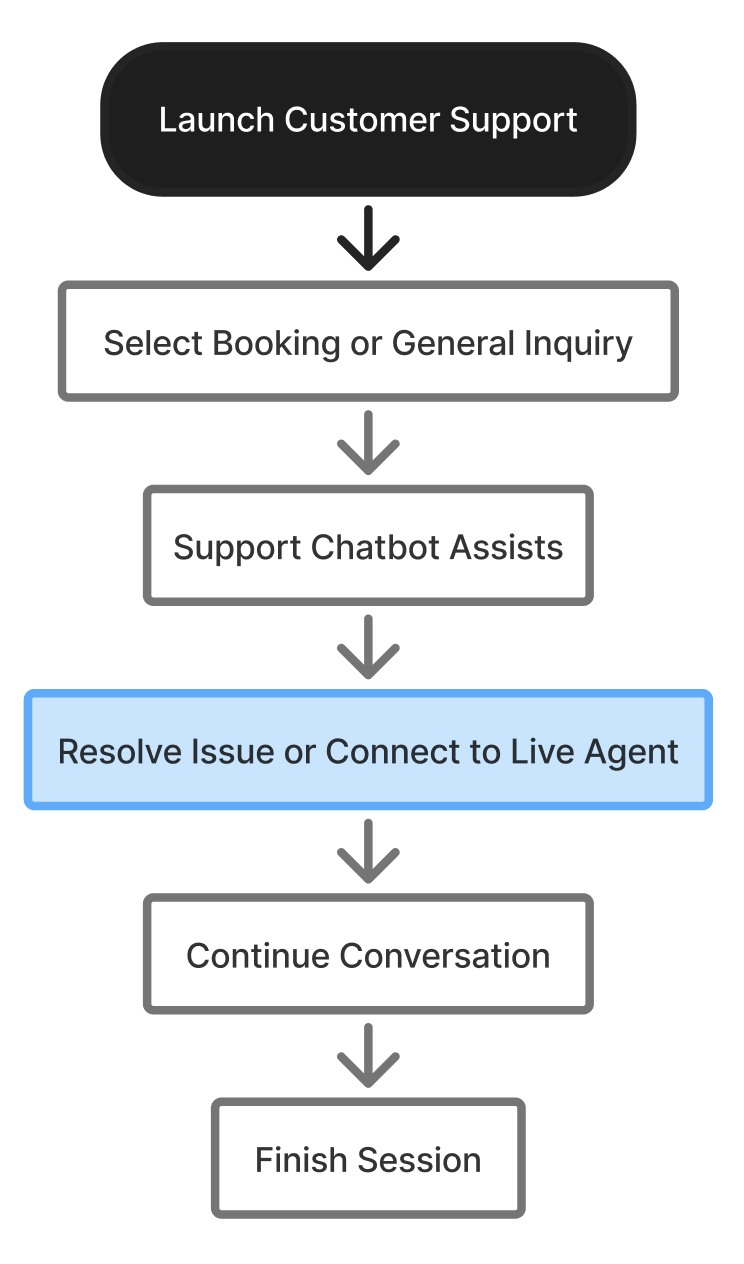 Launch Customer Support
Select Booking or General Inquiry
Support Chatbot Assists
Resolve Issue or Connect to Live Agent
Continue Conversation
Finish Session